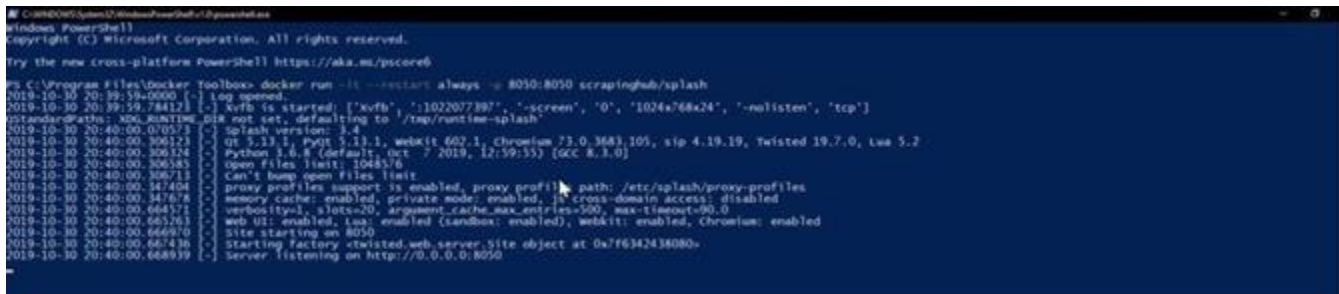 C:\WINDOWS\System32\WindowsPowerShell\v1.0\powershell.exe
Windows PowerShell
Copyright (C) Microsoft Corporation. All rights reserved.
Try the new cross-platform PowerShell https://aka.ms/pscore6
PS C:\Program Files\Docker Toolbox> docker run -it --restart always -p 8050:8050 scrapinghub/splash
2019-10-30 20:39:59+0000 [-] Log opened.
2019-10-30 20:39:59.784123 [-] Xvfb is started: ['Xvfb', ':1022077397', '-screen', '0', '1024x768x24', '-nolisten', 'tcp']
QStandardPaths: XDG_RUNTIME_DIR not set, defaulting to '/tmp/runtime-splash'
2019-10-30 20:40:00.070573 [-] Splash version: 3.4
2019-10-30 20:40:00.306123 [-] Qt 5.13.1, PyQt 5.13.1, WebKit 602.1, Chromium 73.0.3683.105, sip 4.19.19, Twisted 19.7.0, Lua 5.2
2019-10-30 20:40:00.306324 [-] Python 3.6.8 (default, Oct 7 2019, 12:59:55) [GCC 8.3.0]
2019-10-30 20:40:00.306585 [-] Open files limit: 1048576
2019-10-30 20:40:00.306713 [-] Can't bump open files limit
2019-10-30 20:40:00.347404 [-] proxy profiles support is enabled, proxy profiles path: /etc/splash/proxy-profiles
2019-10-30 20:40:00.347678 [-] memory cache: enabled, private mode: enabled, js cross-domain access: disabled
2019-10-30 20:40:00.664571 [-] verbosity=1, slots=20, argument_cache_max_entries=500, max-timeout=90.0
2019-10-30 20:40:00.665263 [-] Web UI: enabled, Lua: enabled (sandbox: enabled), Webkit: enabled, Chromium: enabled
2019-10-30 20:40:00.666970 [-] Site starting on 8050
2019-10-30 20:40:00.667436 [-] Starting factory <twisted.web.server.Site object at 0x7f6342438080>
2019-10-30 20:40:00.668939 [-] Server listening on http://0.0.0.0:8050